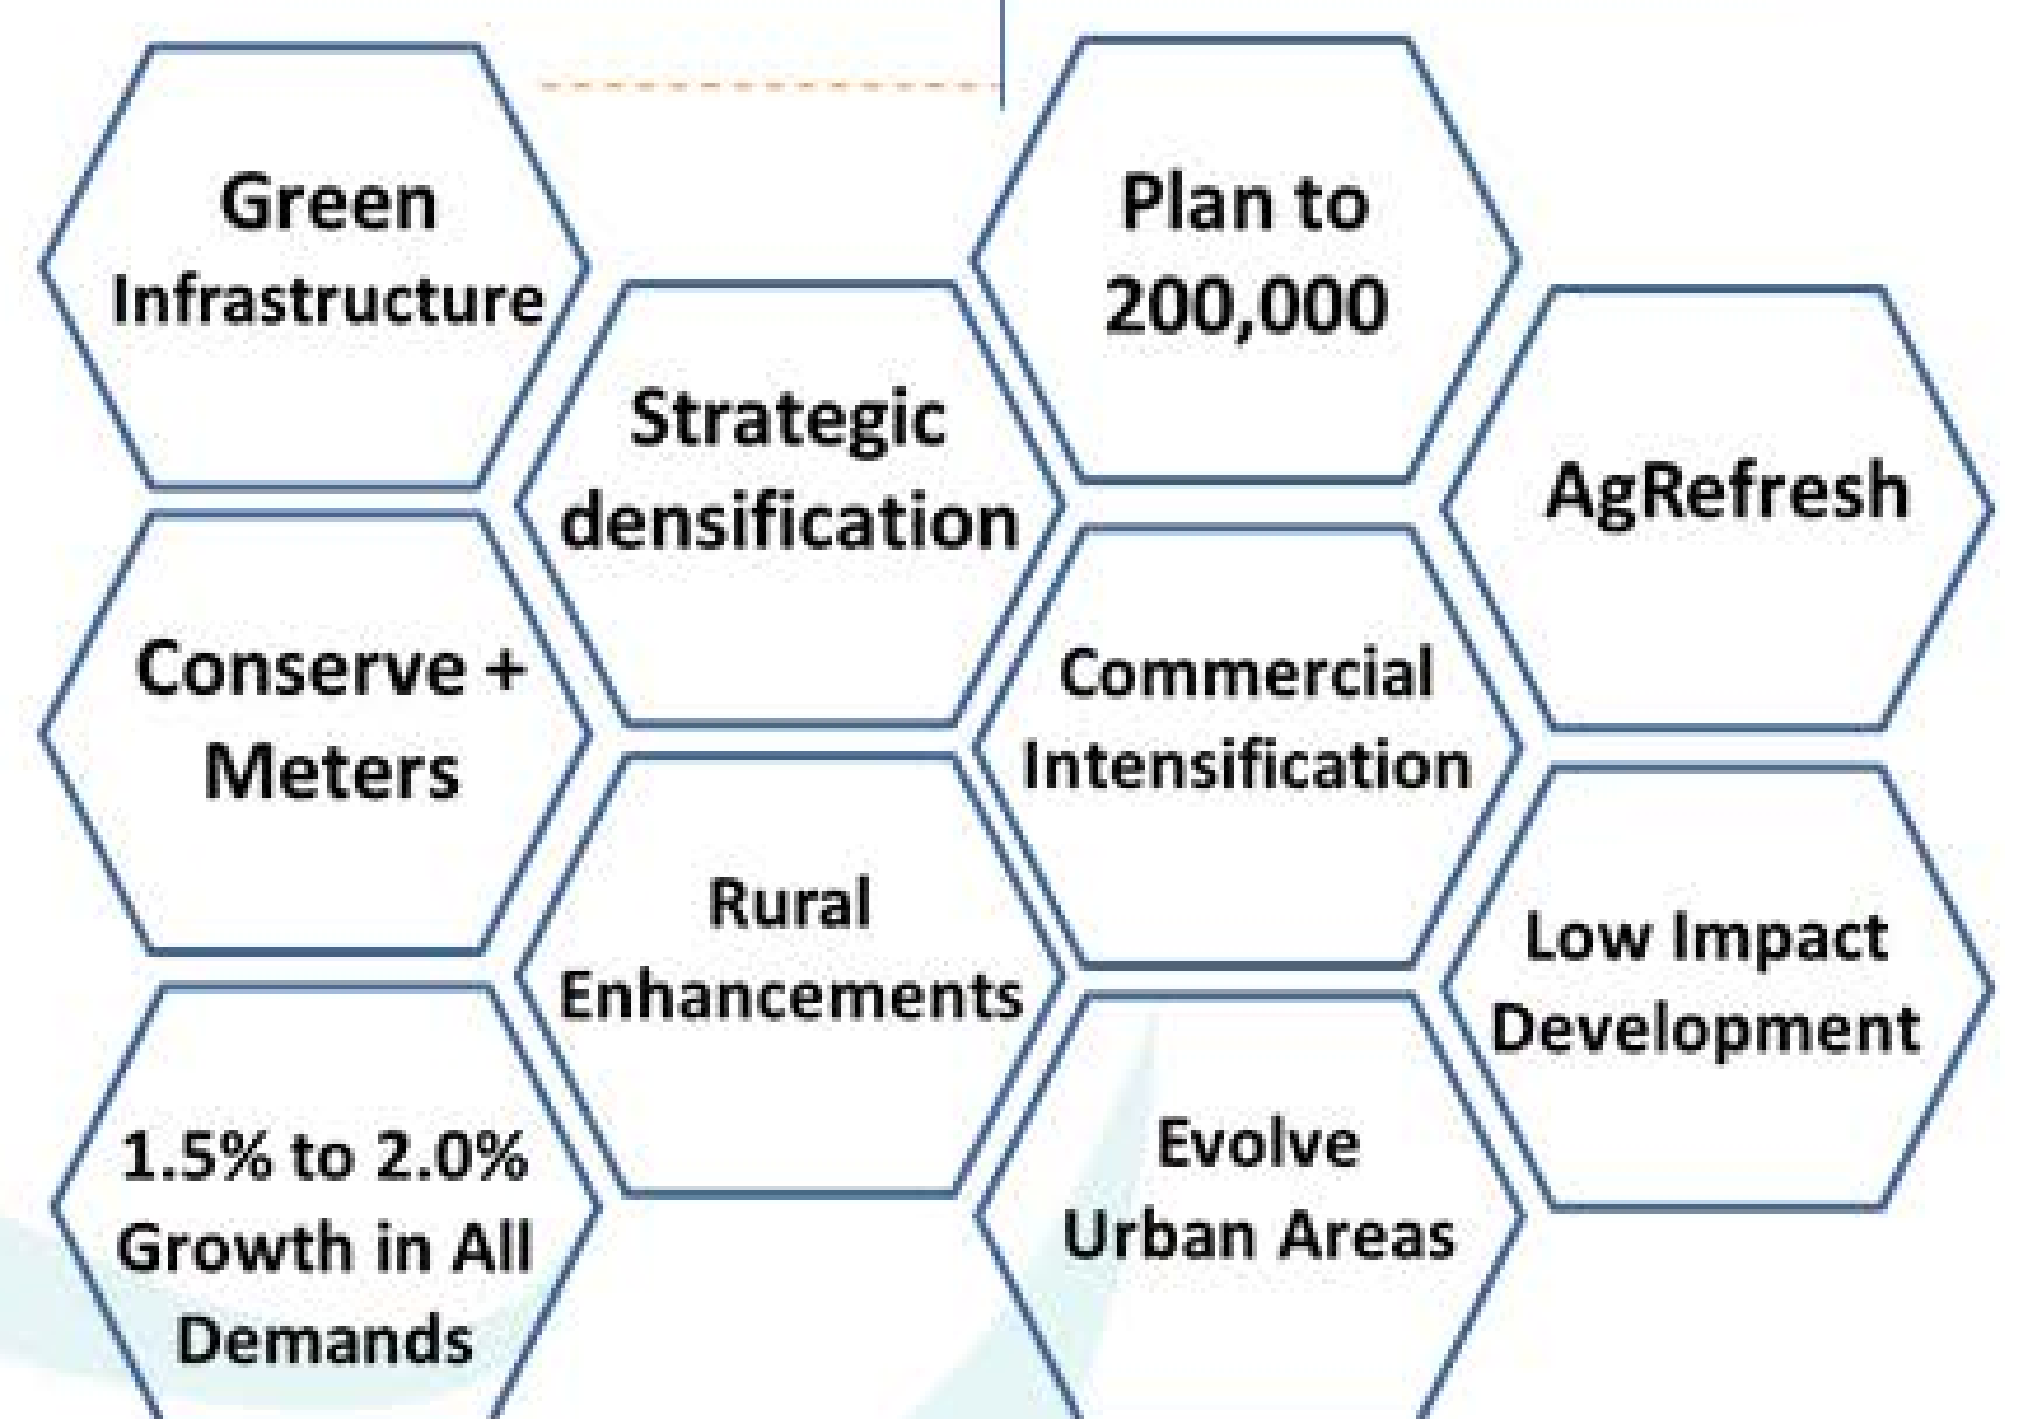 Green
Infrastructure
Plan to
200,000
Strategic
densification
AgRefresh
Conserve +
Meters
Commercial
Intensification
Rural
Enhancements
Low Impact
Development
1.5% to 2.0%
Growth in All
Demands
Evolve
Urban Areas